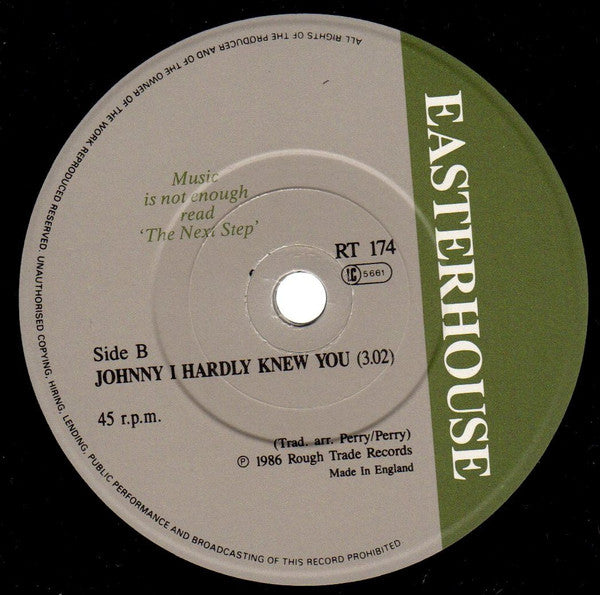 ALL RIGHTS OF THE PRODUCER AND OF THE OWNER OF THE WORK REPRODUCED RESERVED. UNAUTHORISED COPYING, HIRING, LENDING, PUBLIC PERFORMANCE AND BROADCASTING OF THIS RECORD PROHIBITED
EASTERHOUSE
Music
is not enough
read
'The Next Step'
RT 174
LC 5661
Side B
JOHNNY I HARDLY KNEW YOU (3.02)
45 r.p.m.
(Trad. arr. Perry/Perry)
Ⓟ 1986 Rough Trade Records
Made In England